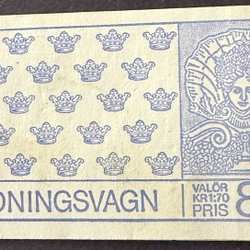 ONINGSVAGN
VALÖR
KR 1:70
PRIS 8